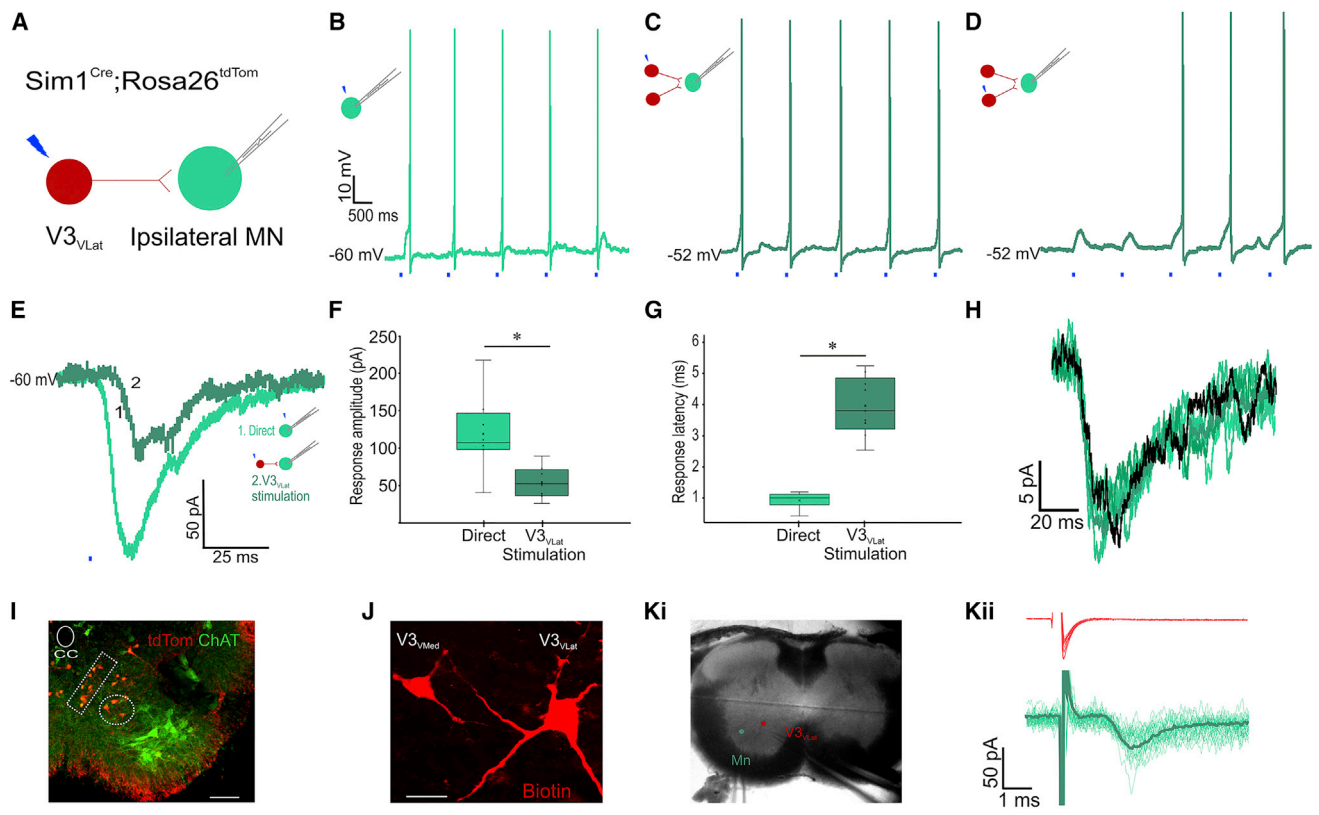 A
Sim1Cre;Rosa26tdTom
V3VLat
Ipsilateral MN
B
10 mV
500 ms
-60 mV
C
-52 mV
D
-52 mV
E
-60 mV
2
1
1. Direct
2.V3VLat
stimulation
50 pA
25 ms
F
Response amplitude (pA)
250
200
150
100
50
*
Direct
V3VLat
Stimulation
G
Response latency (ms)
6
5
4
3
2
1
*
Direct
V3VLat
Stimulation
H
5 pA
20 ms
I
tdTom ChAT
CC
J
V3VMed
V3VLat
Biotin
Ki
V3VLat
Mn
Kii
50 pA
1 ms